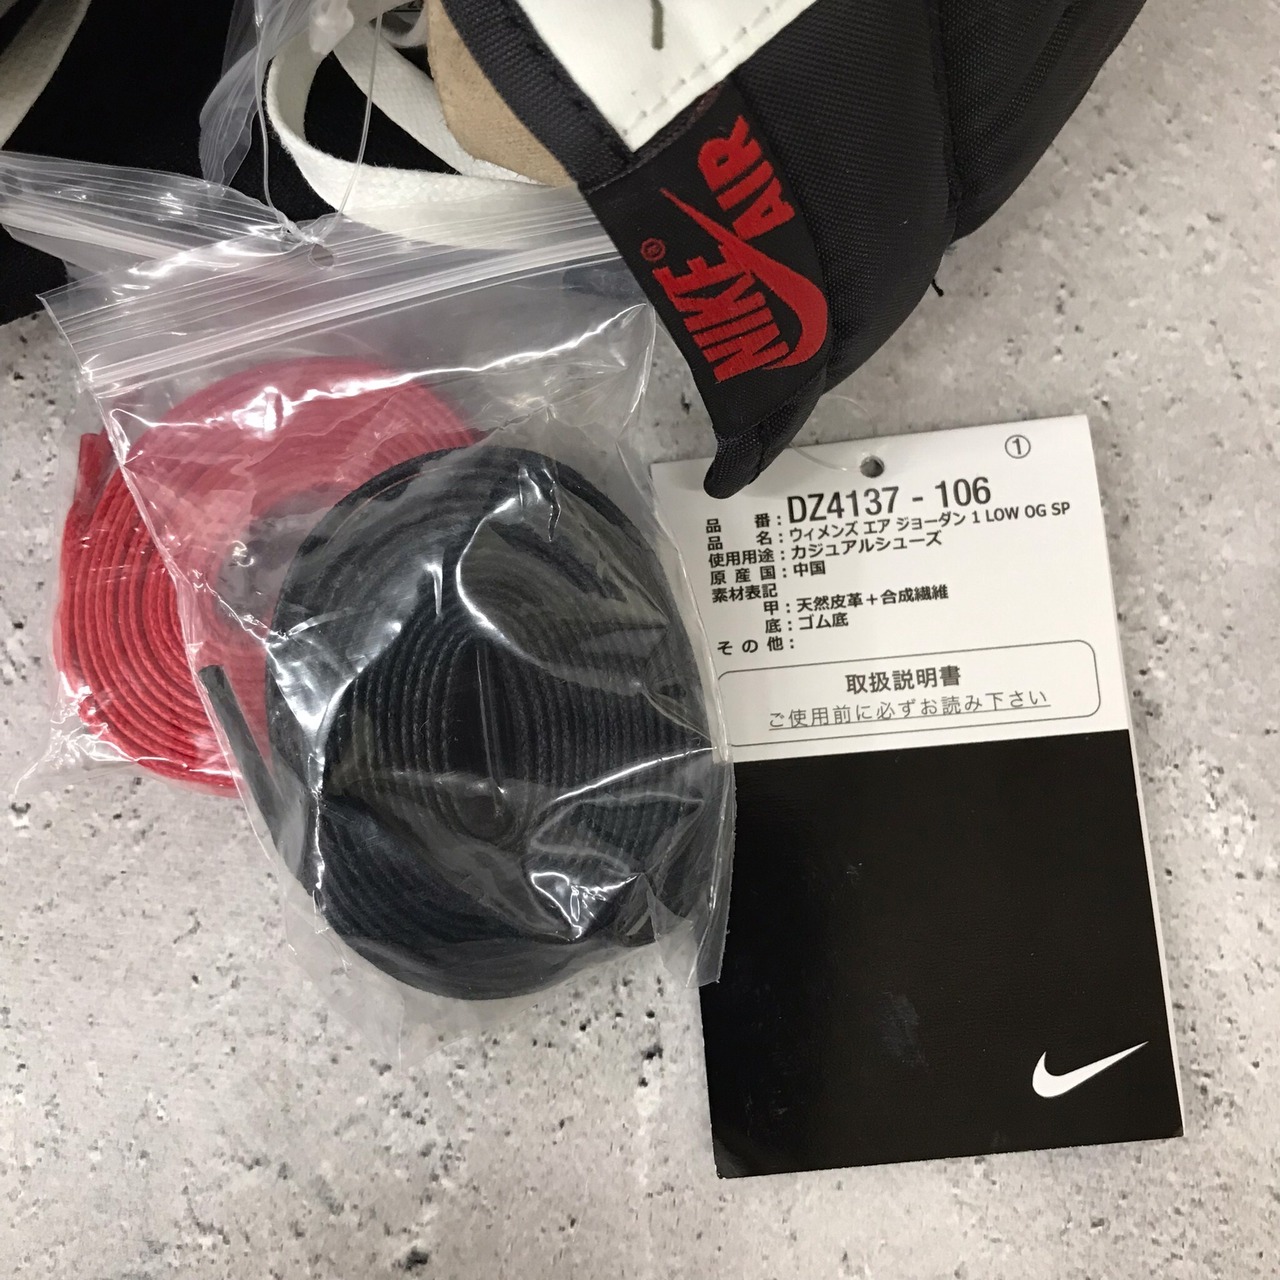 NIKE AIR
®
①
品 番：DZ4137 - 106
品 名：ウィメンズ エア ジョーダン 1 LOW OG SP
使用用途：カジュアルシューズ
原 産 国：中国
素材表記
甲：天然皮革＋合成繊維
底：ゴム底
そ の 他：
取扱説明書
ご使用前に必ずお読み下さい